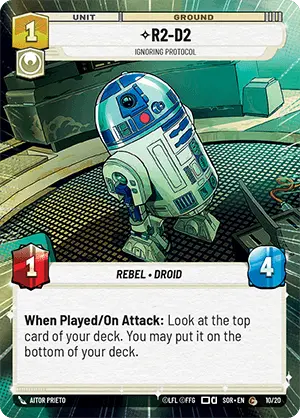 UNIT GROUND
1
R2-D2
IGNORING PROTOCOL
1
4
REBEL • DROID
When Played/On Attack: Look at the top
card of your deck. You may put it on the
bottom of your deck.
AITOR PRIETO ©LFL ©FFG SOR • EN 10/20